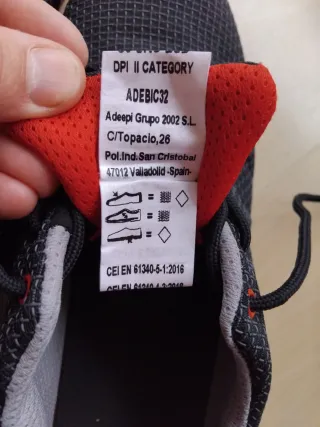 DPI II CATEGORY
ADEBIC32
Adeepi Grupo 2002 S.L.
C/Topacio,26
Pol.Ind.San Cristobal
47012 Valladolid -Spain-
=
=
=
CEI EN 61340-5-1:2016